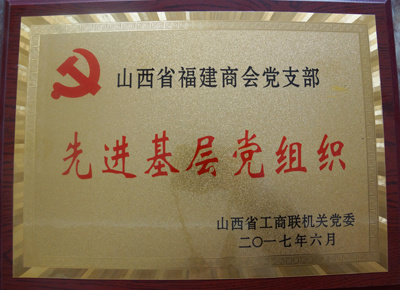 山西省福建商会党支部
先进基层党组织
山西省工商联机关党委
二〇一七年六月